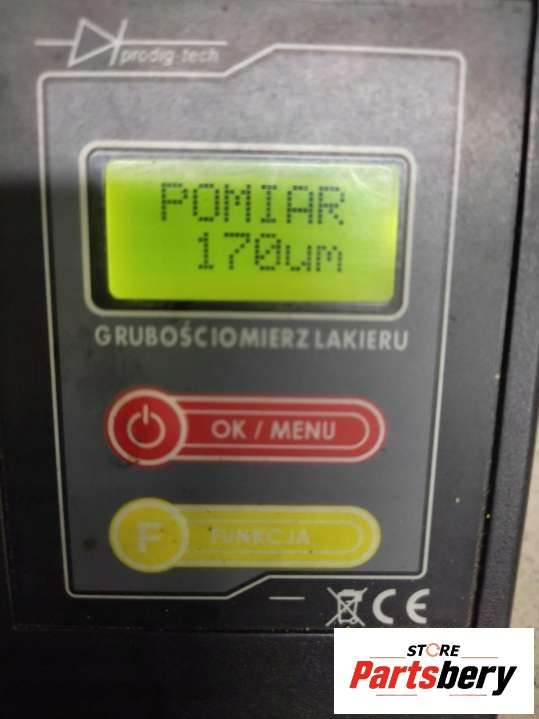 prodig-tech
POMIAR
170um
GRUBOŚCIOMIERZ LAKIERU
OK / MENU
F FUNKCJA
CE
STORE
Partsbery